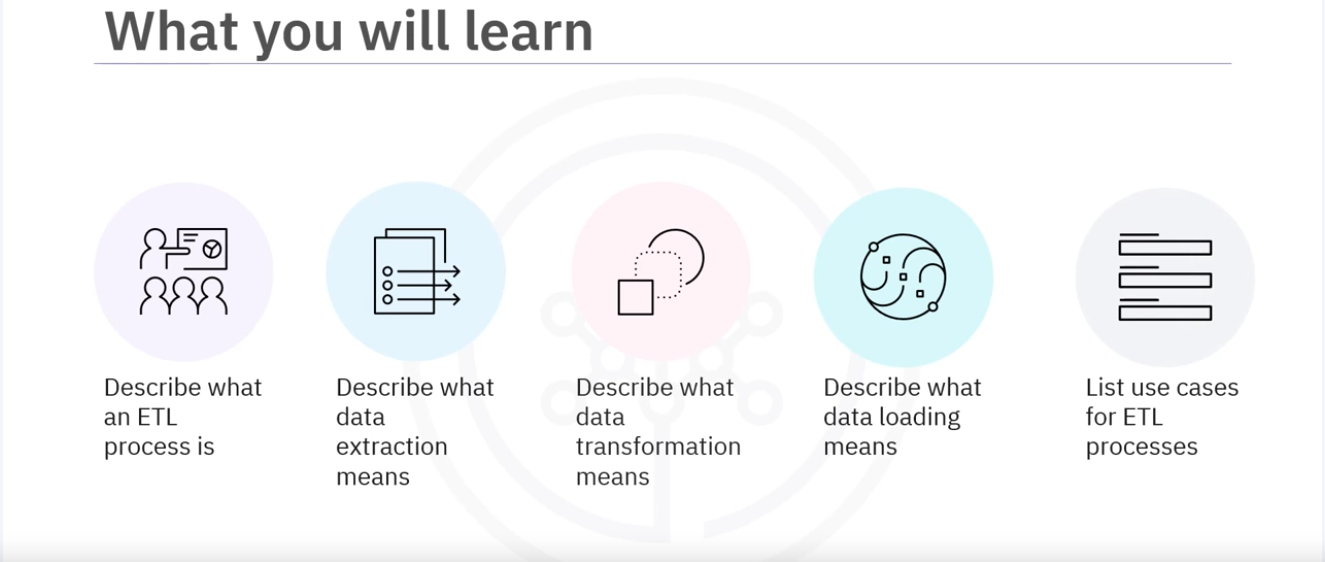 What you will learn
Describe what
an ETL
process is
Describe what
data
extraction
means
Describe what
data
transformation
means
Describe what
data loading
means
List use cases
for ETL
processes